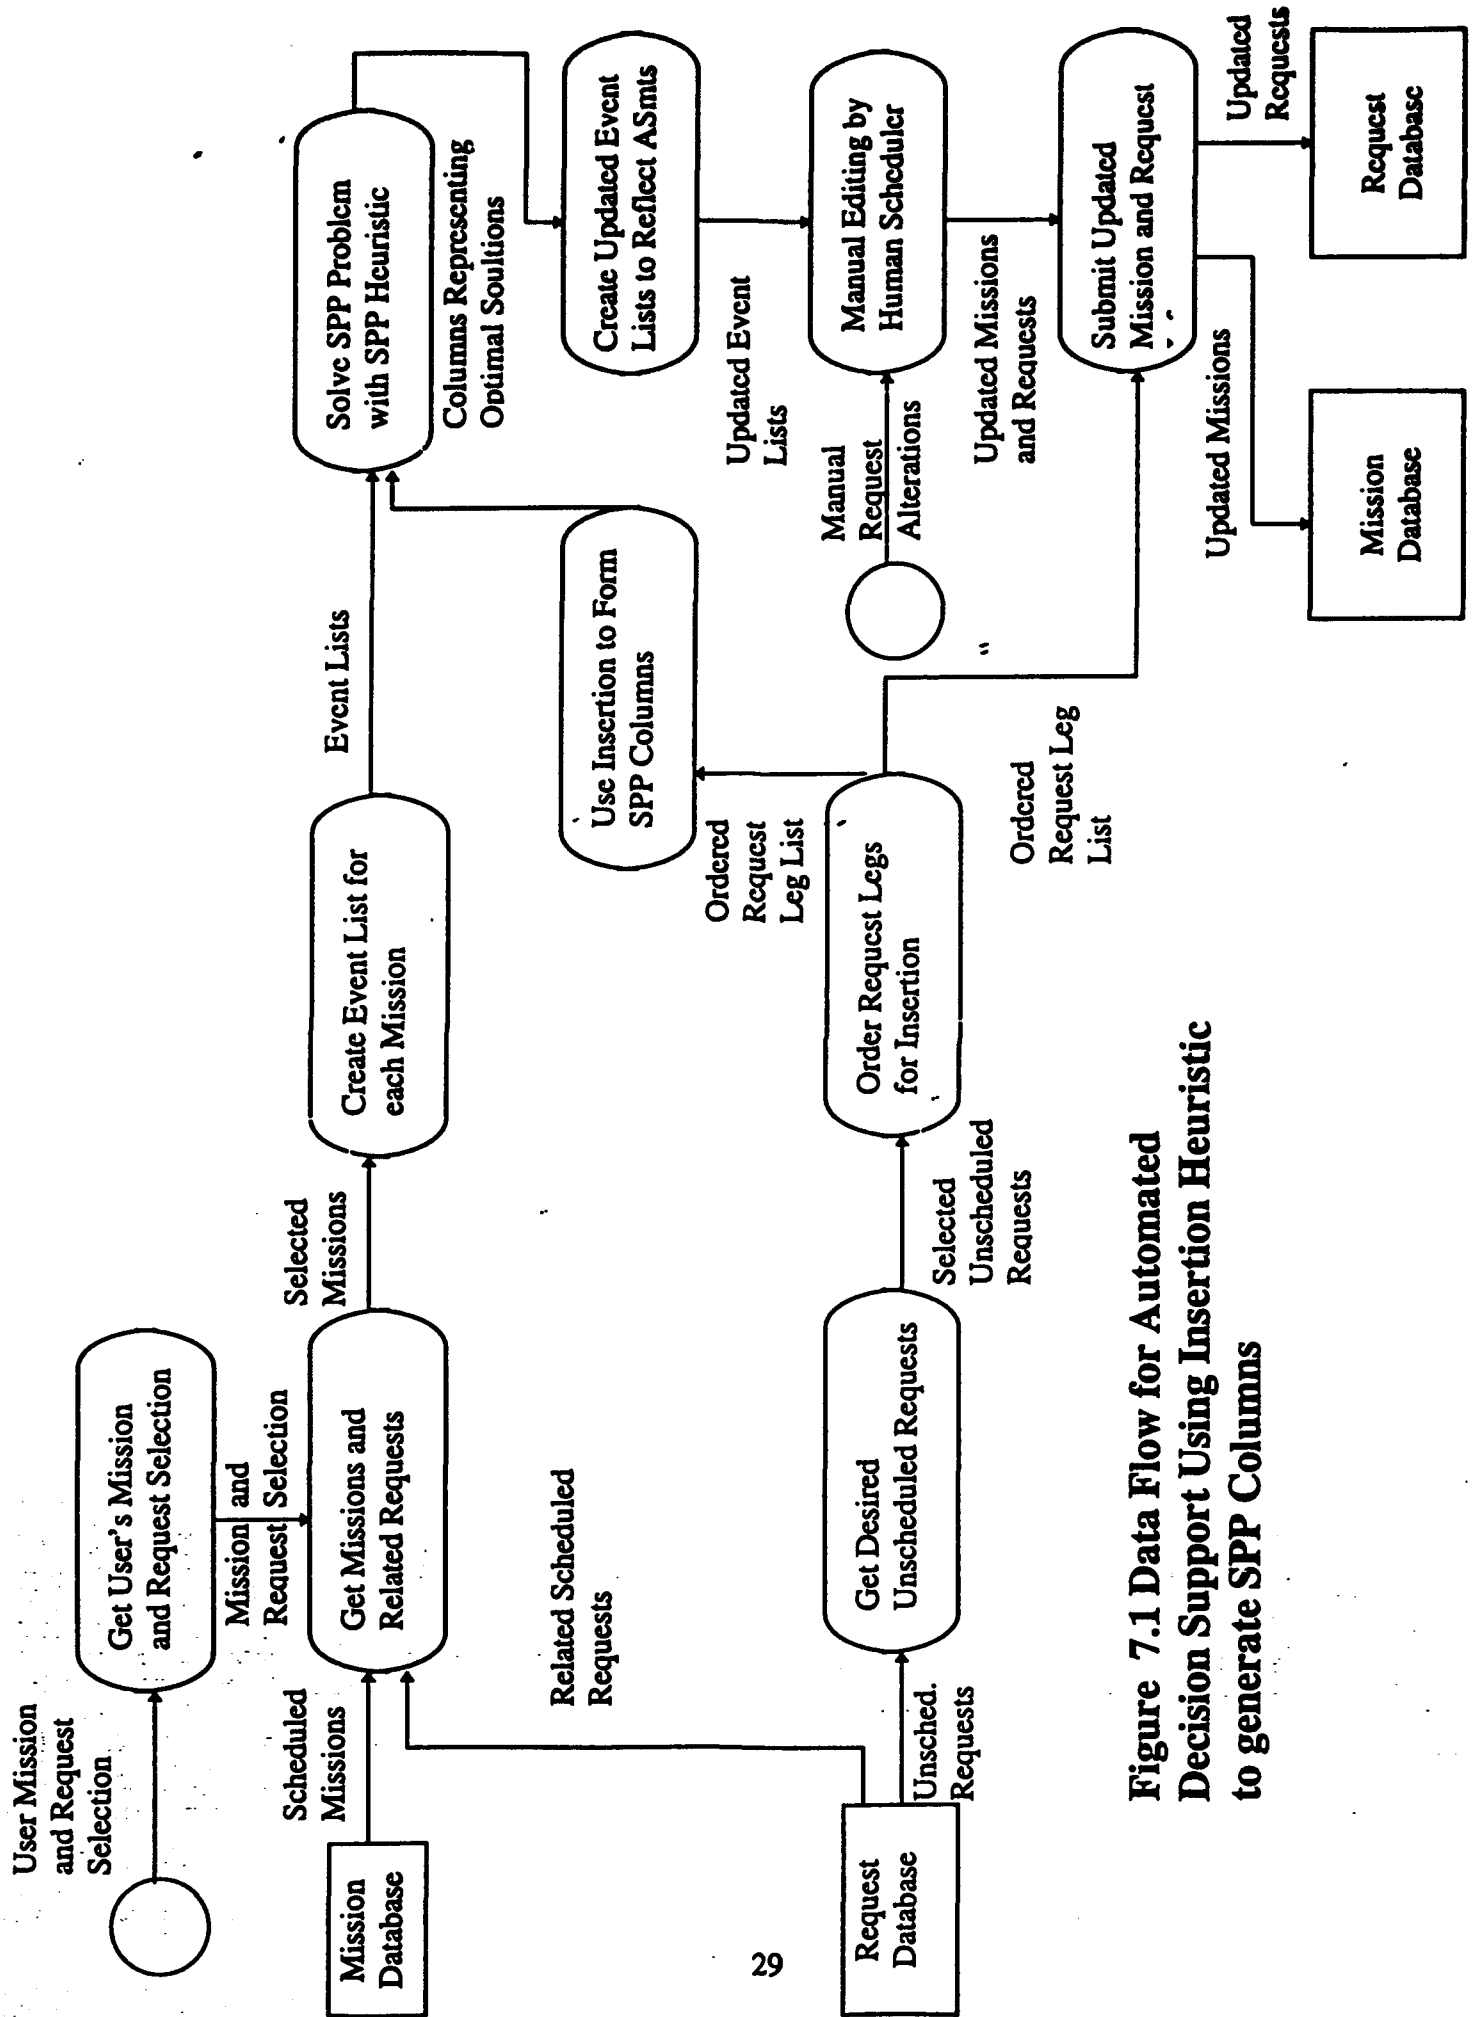 User Mission
and Request
Selection
Get User's Mission
and Request Selection
Mission and
Request Selection
Mission
Database
Scheduled
Missions
Get Missions and
Related Requests
Selected
Missions
Create Event List for
each Mission
Event Lists
Solve SPP Problem
with SPP Heuristic
Columns Representing
Optimal Soultions
Related Scheduled
Requests
Use Insertion to Form
SPP Columns
Create Updated Event
Lists to Reflect ASmts
Ordered
Request
Leg List
Updated Event
Lists
Request
Database
Unsched.
Requests
Get Desired
Unscheduled Requests
Selected
Unscheduled
Requests
Order Request Legs
for Insertion
Manual
Request
Alterations
Manual Editing by
Human Scheduler
Ordered
Request Leg
List
Updated Missions
and Requests
Submit Updated
Mission and Request
Updated Missions
Updated
Requests
Mission
Database
Request
Database
Figure 7.1 Data Flow for Automated
Decision Support Using Insertion Heuristic
to generate SPP Columns
29